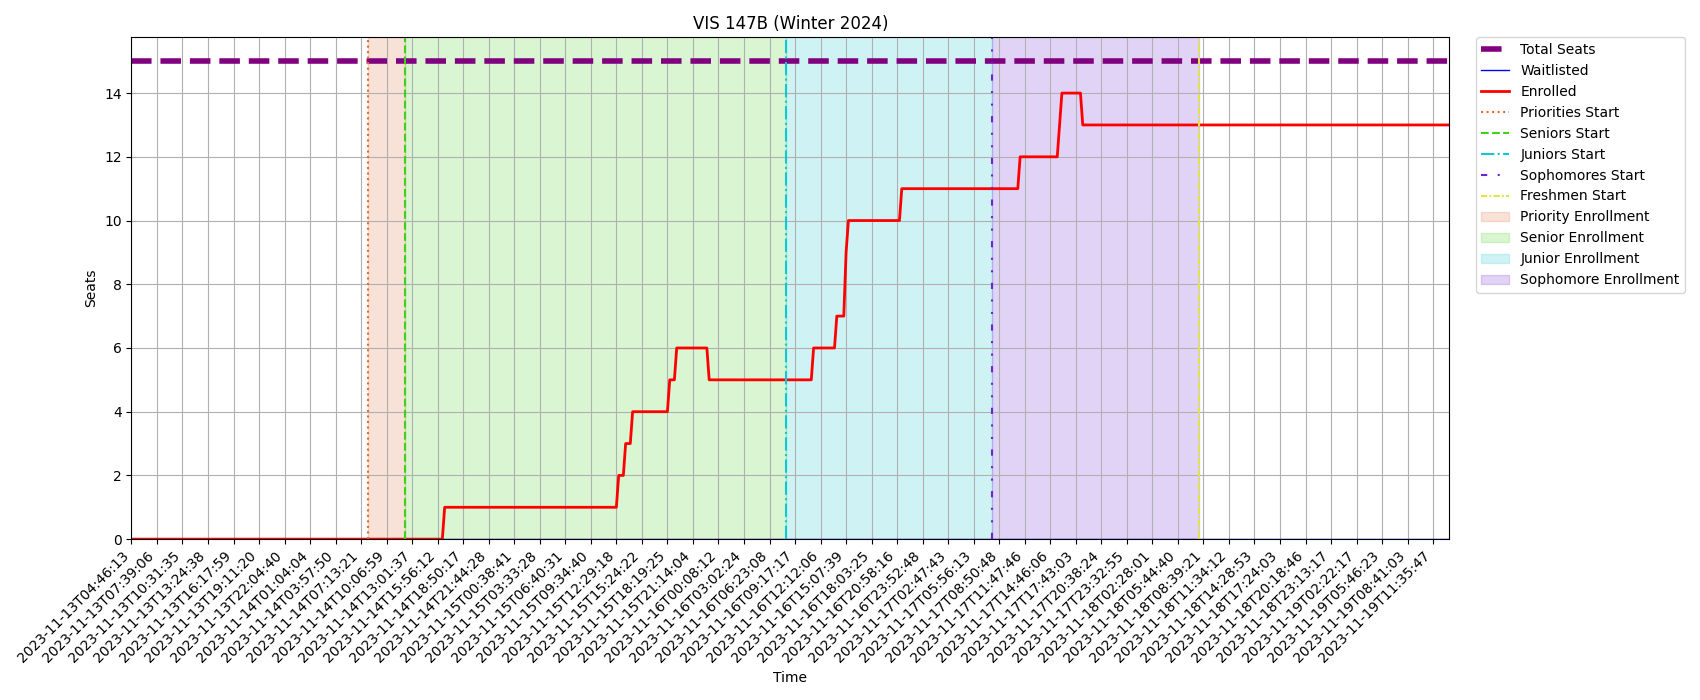 VIS 147B (Winter 2024)
Total Seats
Waitlisted
Enrolled
Priorities Start
Seniors Start
Juniors Start
Sophomores Start
Freshmen Start
Priority Enrollment
Senior Enrollment
Junior Enrollment
Sophomore Enrollment
Seats
14
12
10
8
6
4
2
0
2023-11-13T04:46:13
2023-11-13T07:39:06
2023-11-13T10:31:35
2023-11-13T13:24:38
2023-11-13T16:17:59
2023-11-13T19:11:20
2023-11-13T22:04:40
2023-11-14T01:04:04
2023-11-14T03:57:50
2023-11-14T07:13:21
2023-11-14T10:06:59
2023-11-14T13:01:37
2023-11-14T15:56:12
2023-11-14T18:50:17
2023-11-14T21:44:28
2023-11-15T00:38:41
2023-11-15T03:33:28
2023-11-15T06:40:31
2023-11-15T09:34:40
2023-11-15T12:29:18
2023-11-15T15:24:22
2023-11-15T18:19:25
2023-11-15T21:14:04
2023-11-16T00:08:12
2023-11-16T03:02:24
2023-11-16T06:23:08
2023-11-16T09:17:17
2023-11-16T12:12:06
2023-11-16T15:07:39
2023-11-16T18:03:25
2023-11-16T20:58:16
2023-11-16T23:52:48
2023-11-17T02:47:43
2023-11-17T05:56:13
2023-11-17T08:50:48
2023-11-17T11:47:46
2023-11-17T14:46:06
2023-11-17T17:43:03
2023-11-17T20:38:24
2023-11-17T23:32:55
2023-11-18T02:28:01
2023-11-18T05:44:40
2023-11-18T08:39:21
2023-11-18T11:34:12
2023-11-18T14:28:53
2023-11-18T17:24:03
2023-11-18T20:18:46
2023-11-18T23:13:17
2023-11-19T02:22:17
2023-11-19T05:46:23
2023-11-19T08:41:03
2023-11-19T11:35:47
Time